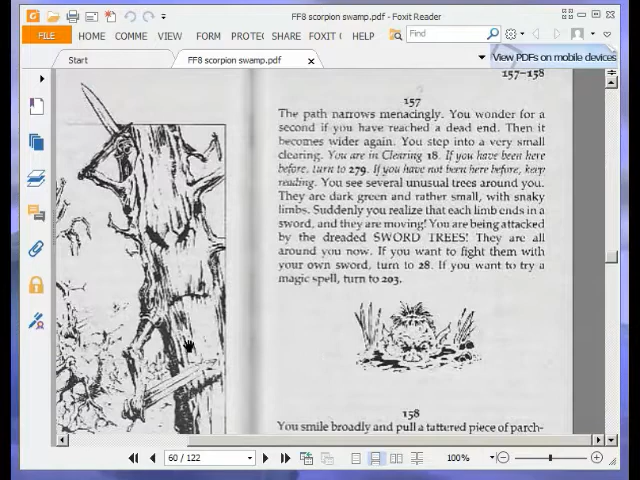 FF8 scorpion swamp.pdf - Foxit Reader
FILE HOME COMME VIEW FORM PROTEC SHARE FOXIT C HELP Find
Start FF8 scorpion swamp.pdf View PDFs on mobile devices
157–158
157
The path narrows menacingly. You wonder for a
second if you have reached a dead end. Then it
becomes wider again. You step into a very small
clearing. You are in Clearing 18. If you have been here
before, turn to 279. If you have not been here before, keep
reading. You see several unusual trees around you.
They are dark green and rather small, with snaky
limbs. Suddenly you realize that each limb ends in a
sword, and they are moving! You are being attacked
by the dreaded SWORD TREES! They are all
around you now. If you want to fight them with
your own sword, turn to 28. If you want to try a
magic spell, turn to 203.
158
You smile broadly and pull a tattered piece of parch-
60 / 122 100%